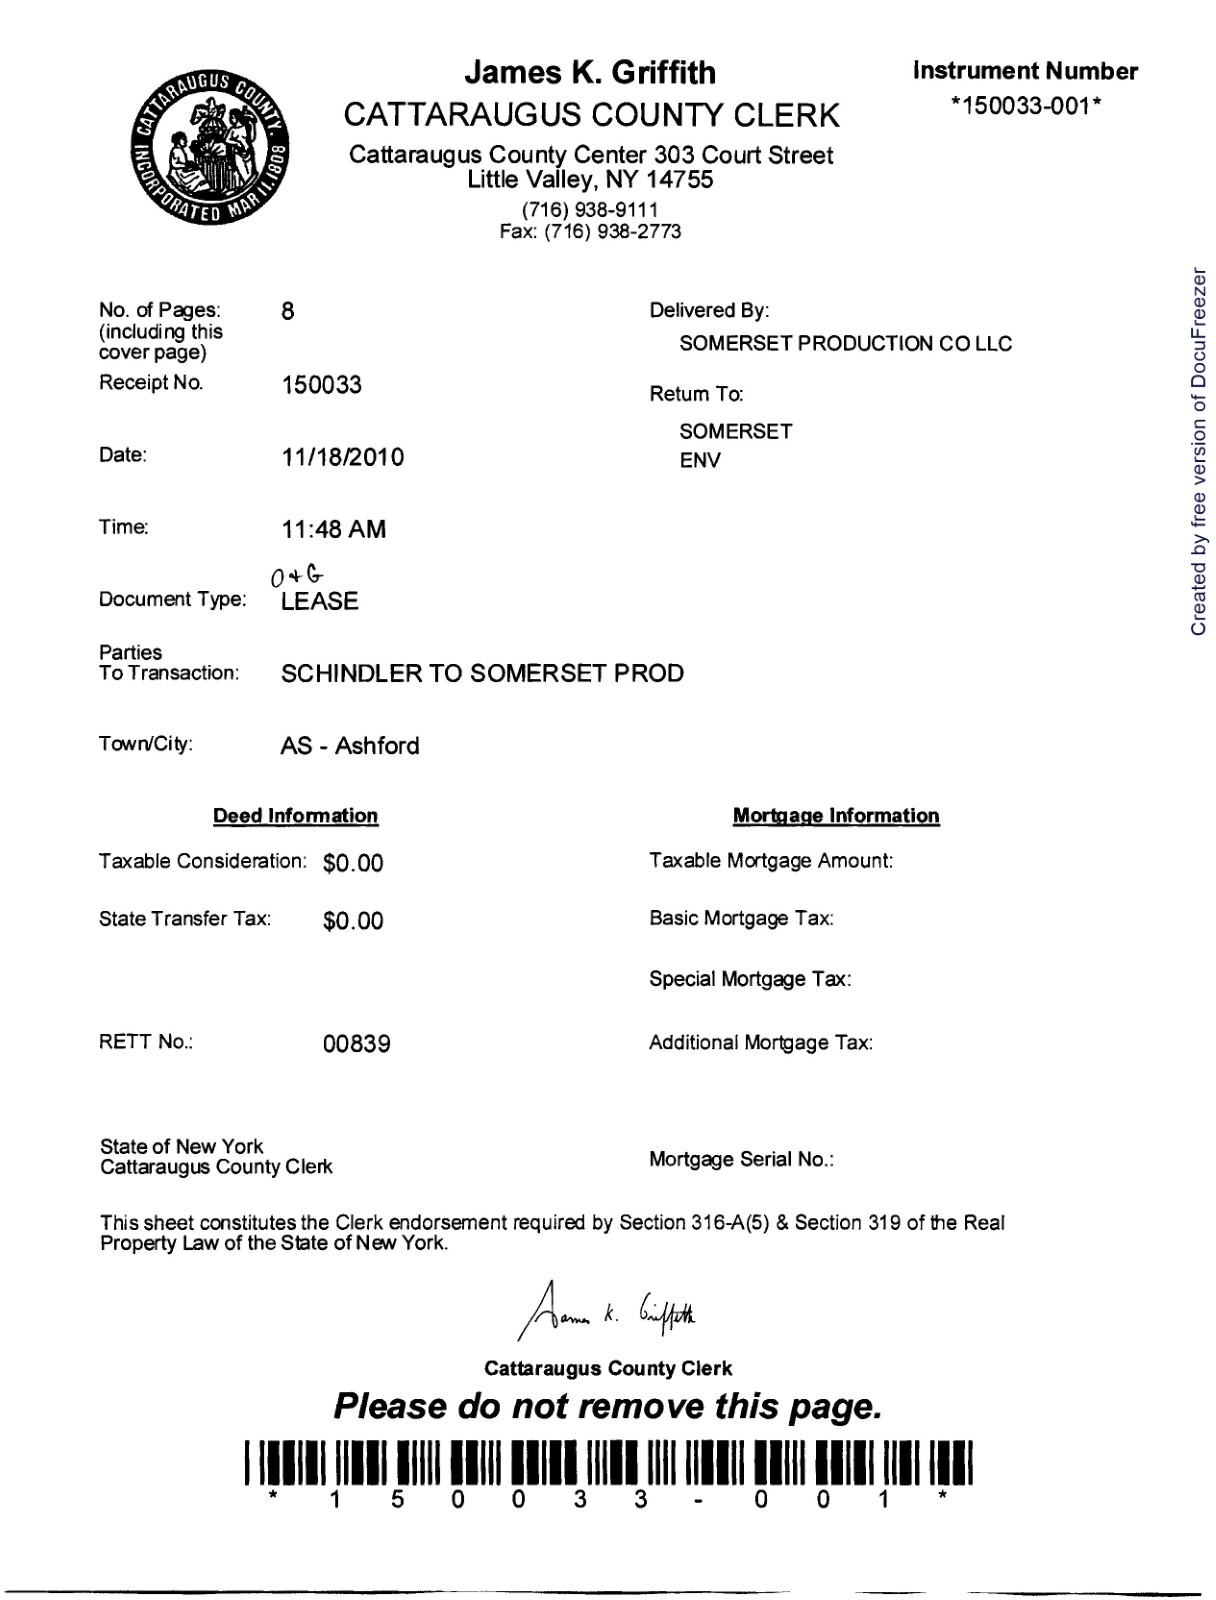 James K. Griffith
CATTARAUGUS COUNTY CLERK
Cattaraugus County Center 303 Court Street
Little Valley, NY 14755
(716) 938-9111
Fax: (716) 938-2773
Instrument Number
*150033-001*
CATTARAUGUS COUNTY
INCORPORATED MAR 11, 1808
No. of Pages: 8
(including this
cover page)
Receipt No. 150033
Date: 11/18/2010
Time: 11:48 AM
O+G
Document Type: LEASE
Parties
To Transaction: SCHINDLER TO SOMERSET PROD
Town/City: AS - Ashford
Delivered By:
SOMERSET PRODUCTION CO LLC
Return To:
SOMERSET
ENV
Deed Information
Taxable Consideration: $0.00
State Transfer Tax: $0.00
RETT No.: 00839
Mortgage Information
Taxable Mortgage Amount:
Basic Mortgage Tax:
Special Mortgage Tax:
Additional Mortgage Tax:
State of New York
Cattaraugus County Clerk
Mortgage Serial No.:
This sheet constitutes the Clerk endorsement required by Section 316-A(5) & Section 319 of the Real
Property Law of the State of New York.
James K. Griffith
Cattaraugus County Clerk
Please do not remove this page.
* 1 5 0 0 3 3 - 0 0 1 *
Created by free version of DocuFreezer